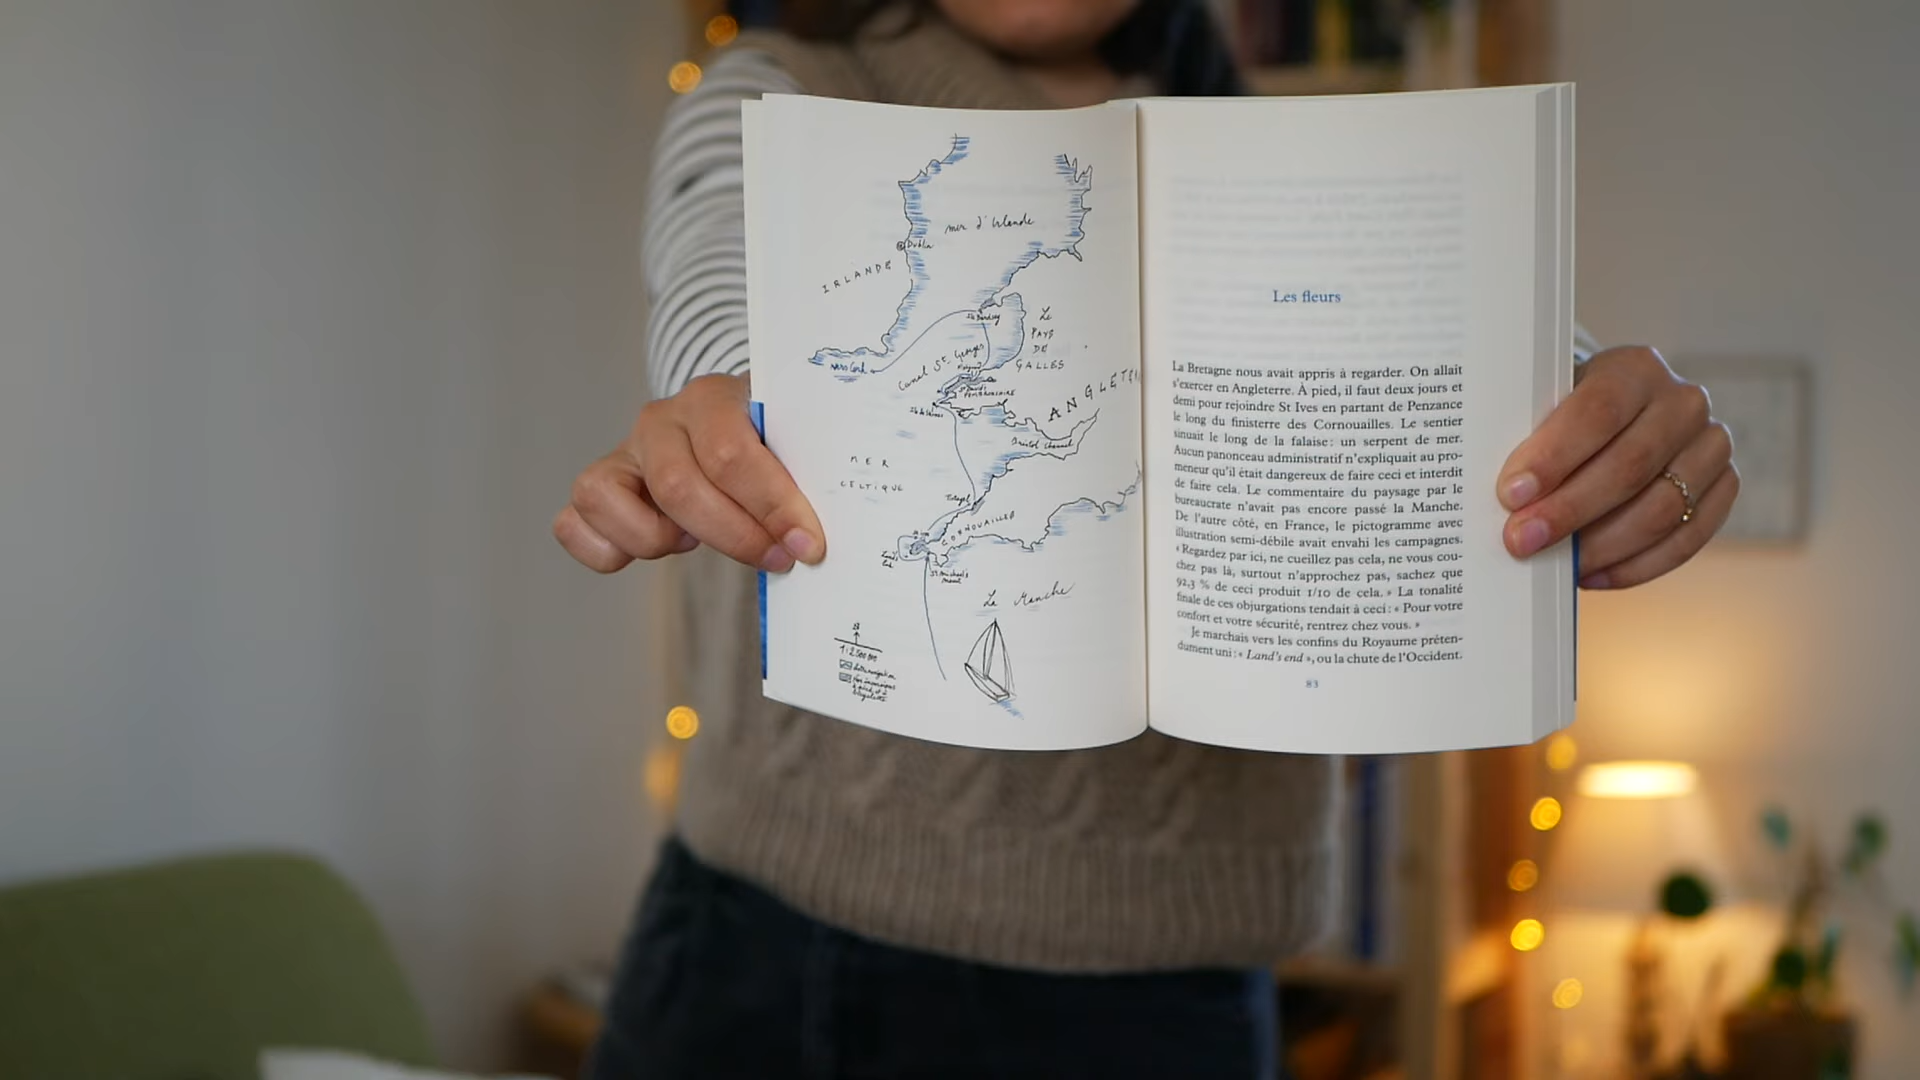 mer d'Irlande
Dublin
IRLANDE
Le
PAYS
DE
GALLES
Canal St. Georges
vers Cork
ANGLETE
Bristol Channel
MER
CELTIQUE
Tintagel
CORNOUAILLES
Land's
End
St Michael's
Mount
La Manche
N
Les fleurs
La Bretagne nous avait appris à regarder. On allait
s'exercer en Angleterre. À pied, il faut deux jours et
demi pour rejoindre St Ives en partant de Penzance
le long du finisterre des Cornouailles. Le sentier
sinuait le long de la falaise : un serpent de mer.
Aucun panonceau administratif n'expliquait au pro-
meneur qu'il était dangereux de faire ceci et interdit
de faire cela. Le commentaire du paysage par le
bureaucrate n'avait pas encore passé la Manche.
De l'autre côté, en France, le pictogramme avec
illustration semi-débile avait envahi les campagnes.
« Regardez par ici, ne cueillez pas cela, ne vous cou-
chez pas là, surtout n'approchez pas, sachez que
92,3 % de ceci produit 1/10 de cela. » La tonalité
finale de ces objurgations tendait à ceci : « Pour votre
confort et votre sécurité, rentrez chez vous. »
Je marchais vers les confins du Royaume préten-
dument uni : « Land's end », ou la chute de l'Occident.
83